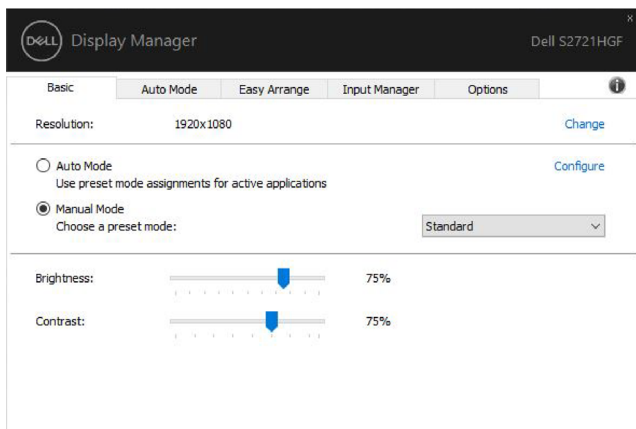 DELL Display Manager Dell S2721HGF
Basic Auto Mode Easy Arrange Input Manager Options
Resolution: 1920x1080 Change
Auto Mode Configure
Use preset mode assignments for active applications
Manual Mode
Choose a preset mode: Standard
Brightness: 75%
Contrast: 75%